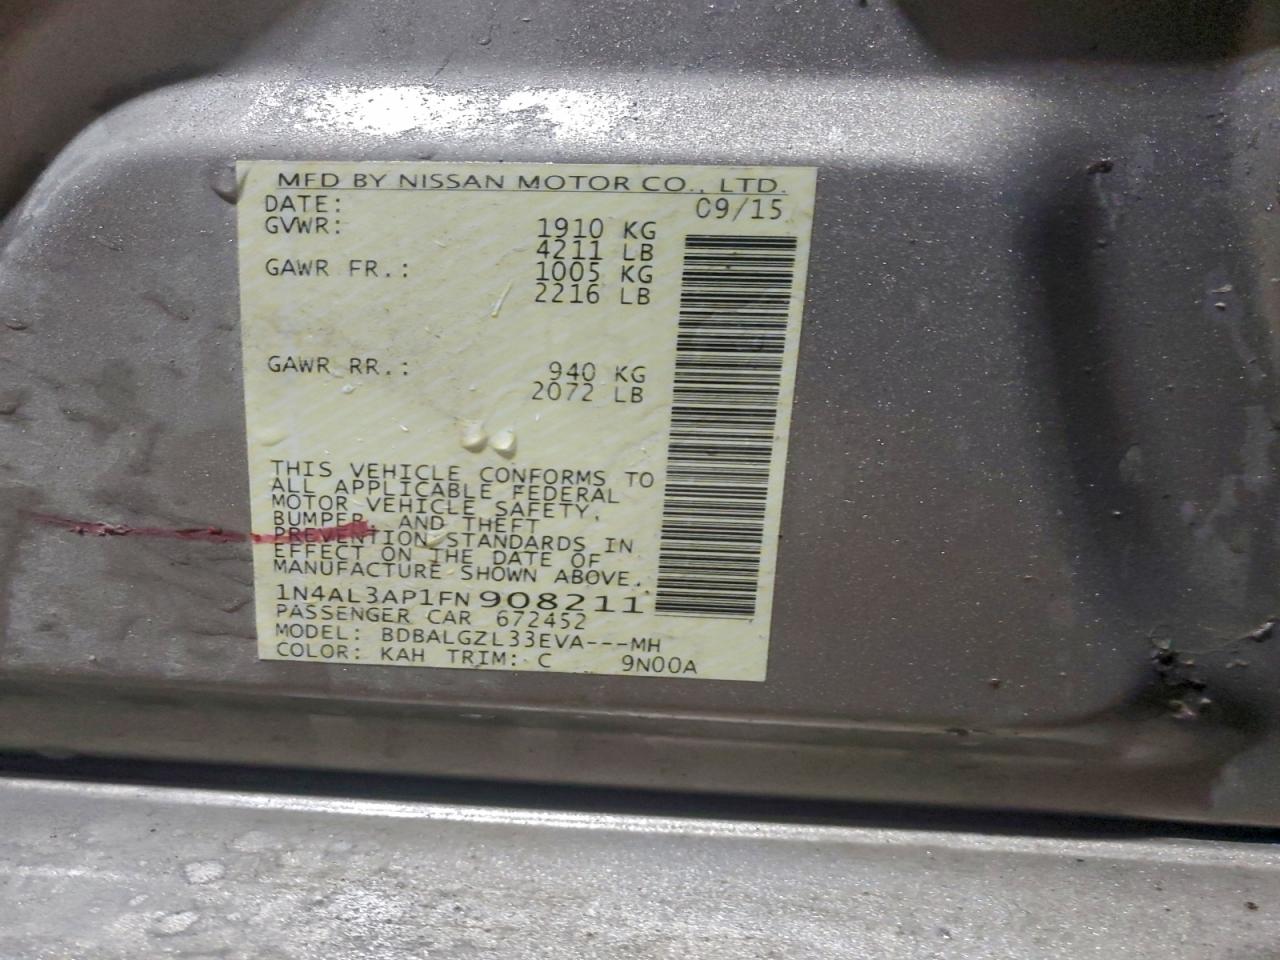 MFD BY NISSAN MOTOR CO., LTD.
DATE: 09/15
GVWR: 1910 KG
4211 LB
GAWR FR.: 1005 KG
2216 LB
GAWR RR.: 940 KG
2072 LB
THIS VEHICLE CONFORMS TO
ALL APPLICABLE FEDERAL
MOTOR VEHICLE SAFETY,
BUMPER, AND THEFT
PREVENTION STANDARDS IN
EFFECT ON THE DATE OF
MANUFACTURE SHOWN ABOVE.
1N4AL3AP1FN908211
PASSENGER CAR 672452
MODEL: BDBALGZL33EVA---MH
COLOR: KAH TRIM: C 9N00A